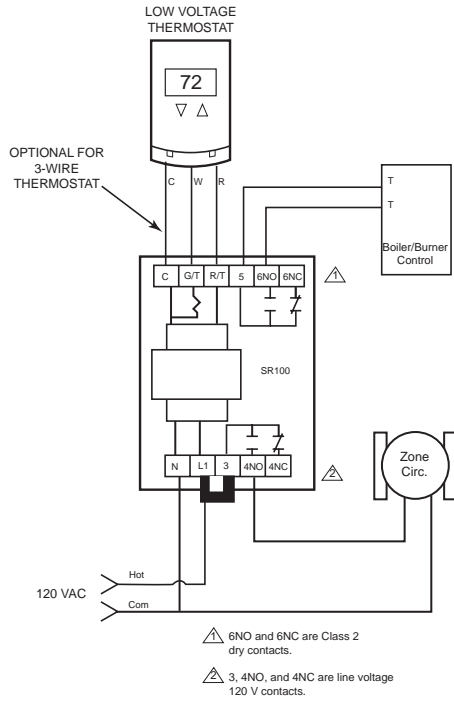 LOW VOLTAGE
THERMOSTAT
72
OPTIONAL FOR
3-WIRE
THERMOSTAT
C W R
T
T
Boiler/Burner
Control
C G/T R/T 5 6NO 6NC
1
SR100
N L1 3 4NO 4NC
2
Zone
Circ.
120 VAC
Hot
Com
1 6NO and 6NC are Class 2
dry contacts.
2 3, 4NO, and 4NC are line voltage
120 V contacts.